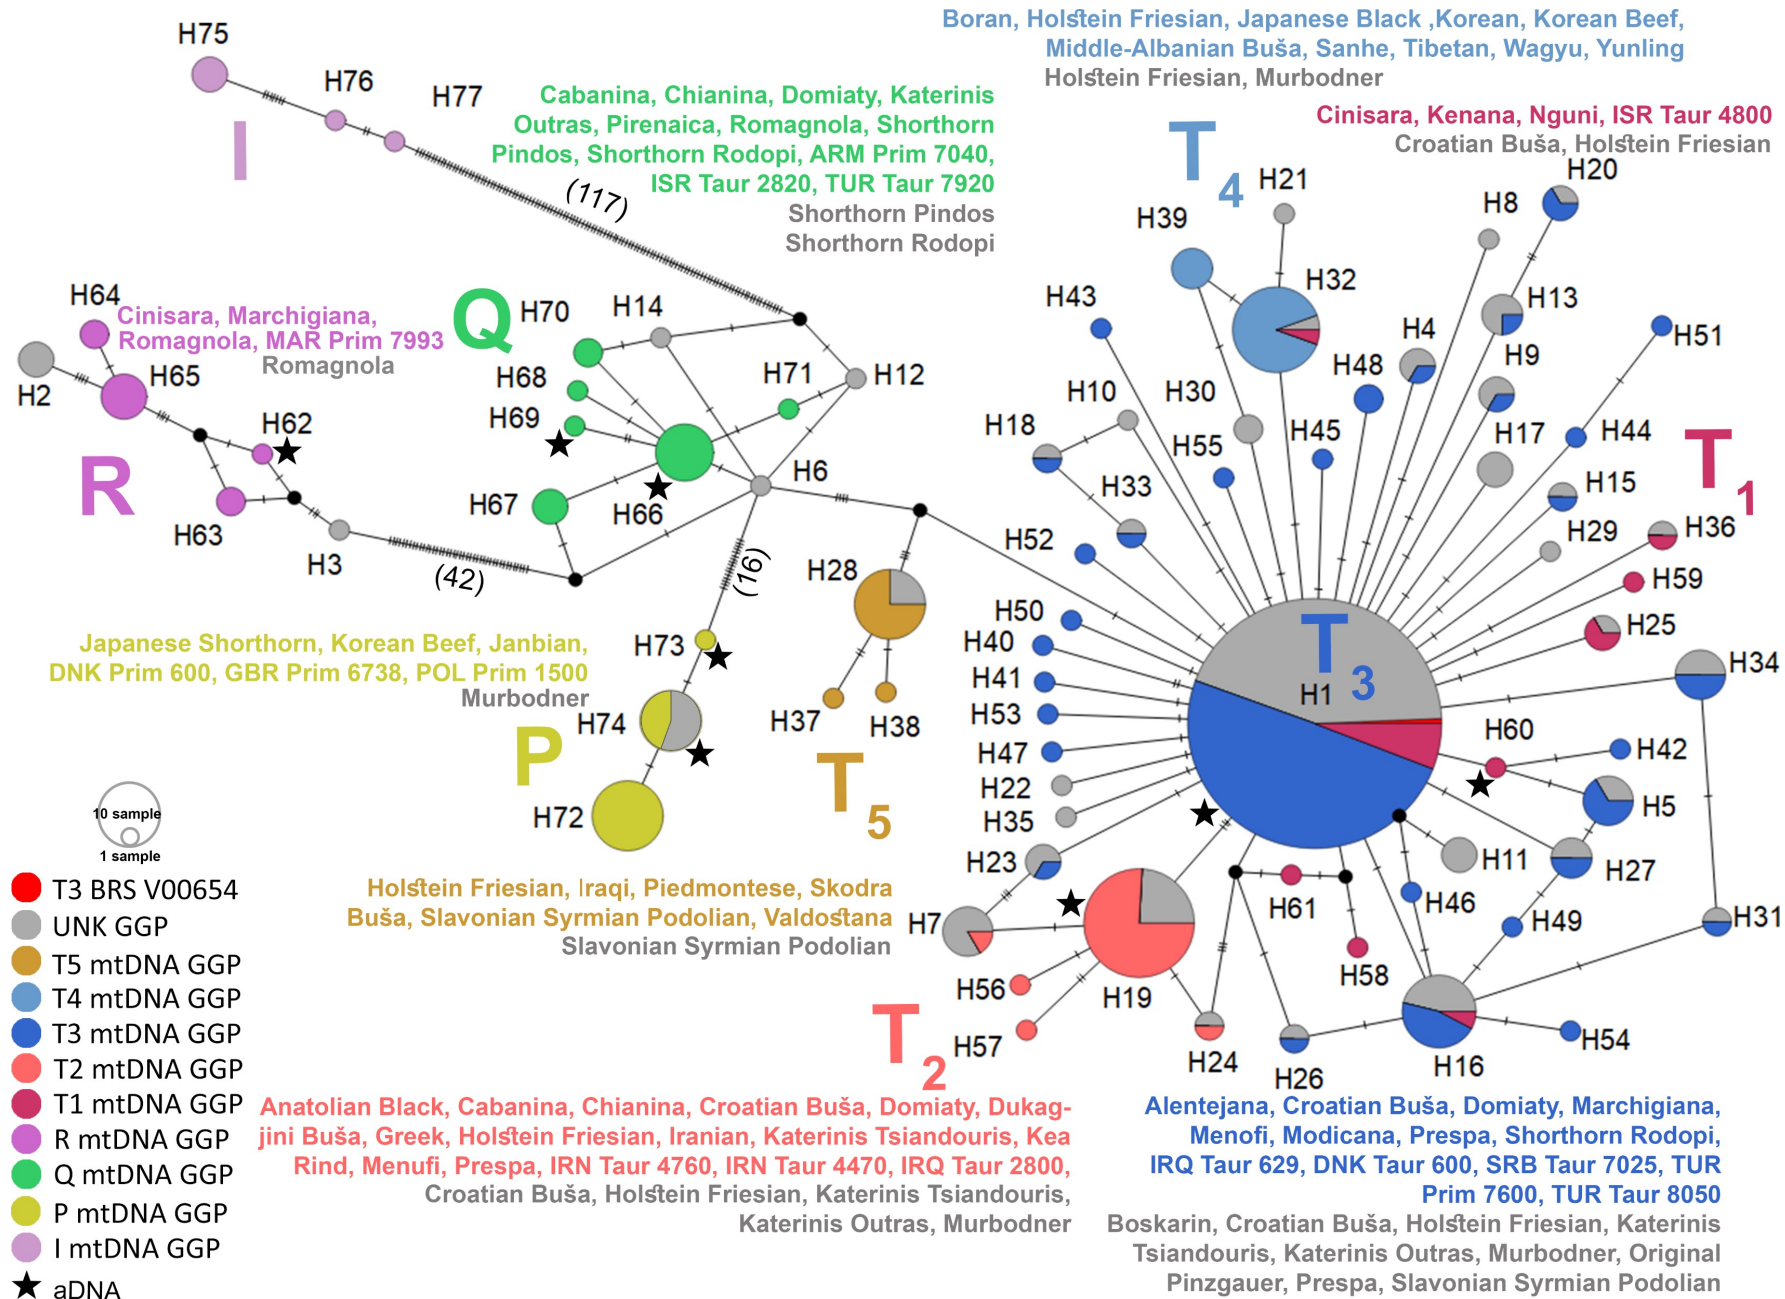 Boran, Holstein Friesian, Japanese Black ,Korean, Korean Beef,
Middle-Albanian Buša, Sanhe, Tibetan, Wagyu, Yunling
Holstein Friesian, Murbodner
Cinisara, Kenana, Nguni, ISR Taur 4800
Croatian Buša, Holstein Friesian
H75
H76
H77
I
(117)
Cabanina, Chianina, Domiaty, Katerinis
Outras, Pirenaica, Romagnola, Shorthorn
Pindos, Shorthorn Rodopi, ARM Prim 7040,
ISR Taur 2820, TUR Taur 7920
Shorthorn Pindos
Shorthorn Rodopi
T4
H21
H20
H8
H39
H32
H13
H43
H4
H9
H51
H48
H64
Cinisara, Marchigiana,
Romagnola, MAR Prim 7993
Romagnola
Q
H70
H14
H65
H2
H68
H71
H12
H69
H62
R
H63
H3
(42)
H67
H66
H6
(16)
H10
H30
H18
H55
H45
H17
H44
T1
H33
H15
H29
H36
H52
H59
H50
H25
H40
H34
H41
T3
H1
H53
H60
H42
H47
H22
H5
H35
H23
H11
H27
H28
H37
H38
T5
Japanese Shorthorn, Korean Beef, Janbian,
DNK Prim 600, GBR Prim 6738, POL Prim 1500
Murbodner
H73
H74
P
H72
10 sample
1 sample
Holstein Friesian, Iraqi, Piedmontese, Skodra
Buša, Slavonian Syrmian Podolian, Valdostana
Slavonian Syrmian Podolian
H7
H61
H46
H49
H31
H58
H56
H19
H57
T2
H24
H26
H16
H54
T3 BRS V00654
UNK GGP
T5 mtDNA GGP
T4 mtDNA GGP
T3 mtDNA GGP
T2 mtDNA GGP
T1 mtDNA GGP
R mtDNA GGP
Q mtDNA GGP
P mtDNA GGP
I mtDNA GGP
aDNA
Anatolian Black, Cabanina, Chianina, Croatian Buša, Domiaty, Dukag-
jini Buša, Greek, Holstein Friesian, Iranian, Katerinis Tsiandouris, Kea
Rind, Menufi, Prespa, IRN Taur 4760, IRN Taur 4470, IRQ Taur 2800,
Croatian Buša, Holstein Friesian, Katerinis Tsiandouris,
Katerinis Outras, Murbodner
Alentejana, Croatian Buša, Domiaty, Marchigiana,
Menofi, Modicana, Prespa, Shorthorn Rodopi,
IRQ Taur 629, DNK Taur 600, SRB Taur 7025, TUR
Prim 7600, TUR Taur 8050
Boskarin, Croatian Buša, Holstein Friesian, Katerinis
Tsiandouris, Katerinis Outras, Murbodner, Original
Pinzgauer, Prespa, Slavonian Syrmian Podolian